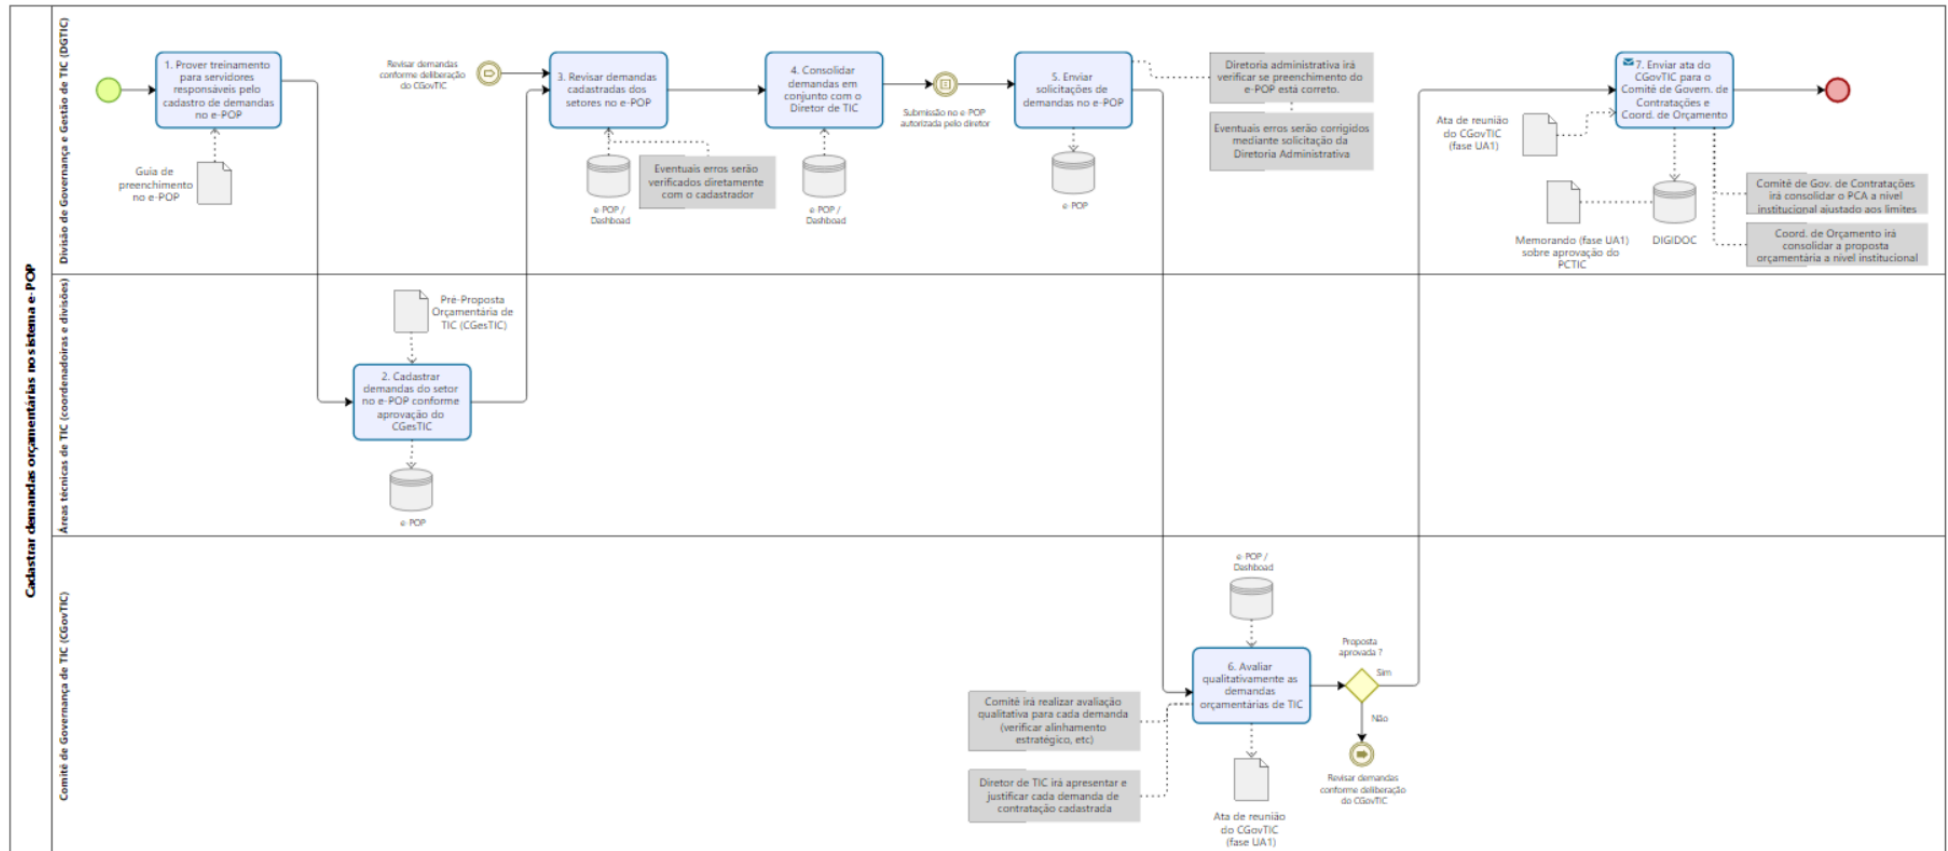 Cadastrar demandas orçamentárias no sistema e-POP
Divisão de Governança e Gestão de TIC (DGTIC)
1. Prover treinamento
para servidores
responsáveis pelo
cadastro de demandas
no e-POP
Guia de
preenchimento
no e-POP
Revisar demandas
conforme deliberação
do CGovTIC
3. Revisar demandas
cadastradas dos
setores no e-POP
e-POP /
Dashboad
Eventuais erros serão
verificados diretamente
com o cadastrador
4. Consolidar
demandas em
conjunto com o
Diretor de TIC
e-POP /
Dashboad
Submissão no e-POP
autorizada pelo diretor
5. Enviar
solicitações de
demandas no e-POP
e-POP
Diretoria administrativa irá
verificar se preenchimento do
e-POP está correto.
Eventuais erros serão corrigidos
mediante solicitação da
Diretoria Administrativa
7. Enviar ata do
CGovTIC para o
Comitê de Govern. de
Contratações e
Coord. de Orçamento
Ata de reunião
do CGovTIC
(fase UA1)
Memorando (fase UA1)
sobre aprovação do
PCTIC
DIGIDOC
Comitê de Gov. de Contratações
irá consolidar o PCA a nível
institucional ajustado aos limites
Coord. de Orçamento irá
consolidar a proposta
orçamentária a nível institucional
Áreas técnicas de TIC (coordenadoiras e divisões)
Pré-Proposta
Orçamentária de
TIC (CGesTIC)
2. Cadastrar
demandas do setor
no e-POP conforme
aprovação do
CGesTIC
e-POP
Comitê de Governança de TIC (CGovTIC)
e-POP /
Dashboad
6. Avaliar
qualitativamente as
demandas
orçamentárias de TIC
Proposta
aprovada ?
Sim
Não
Revisar demandas
conforme deliberação
do CGovTIC
Comitê irá realizar avaliação
qualitativa para cada demanda
(verificar alinhamento
estratégico, etc)
Diretor de TIC irá apresentar e
justificar cada demanda de
contratação cadastrada
Ata de reunião
do CGovTIC
(fase UA1)